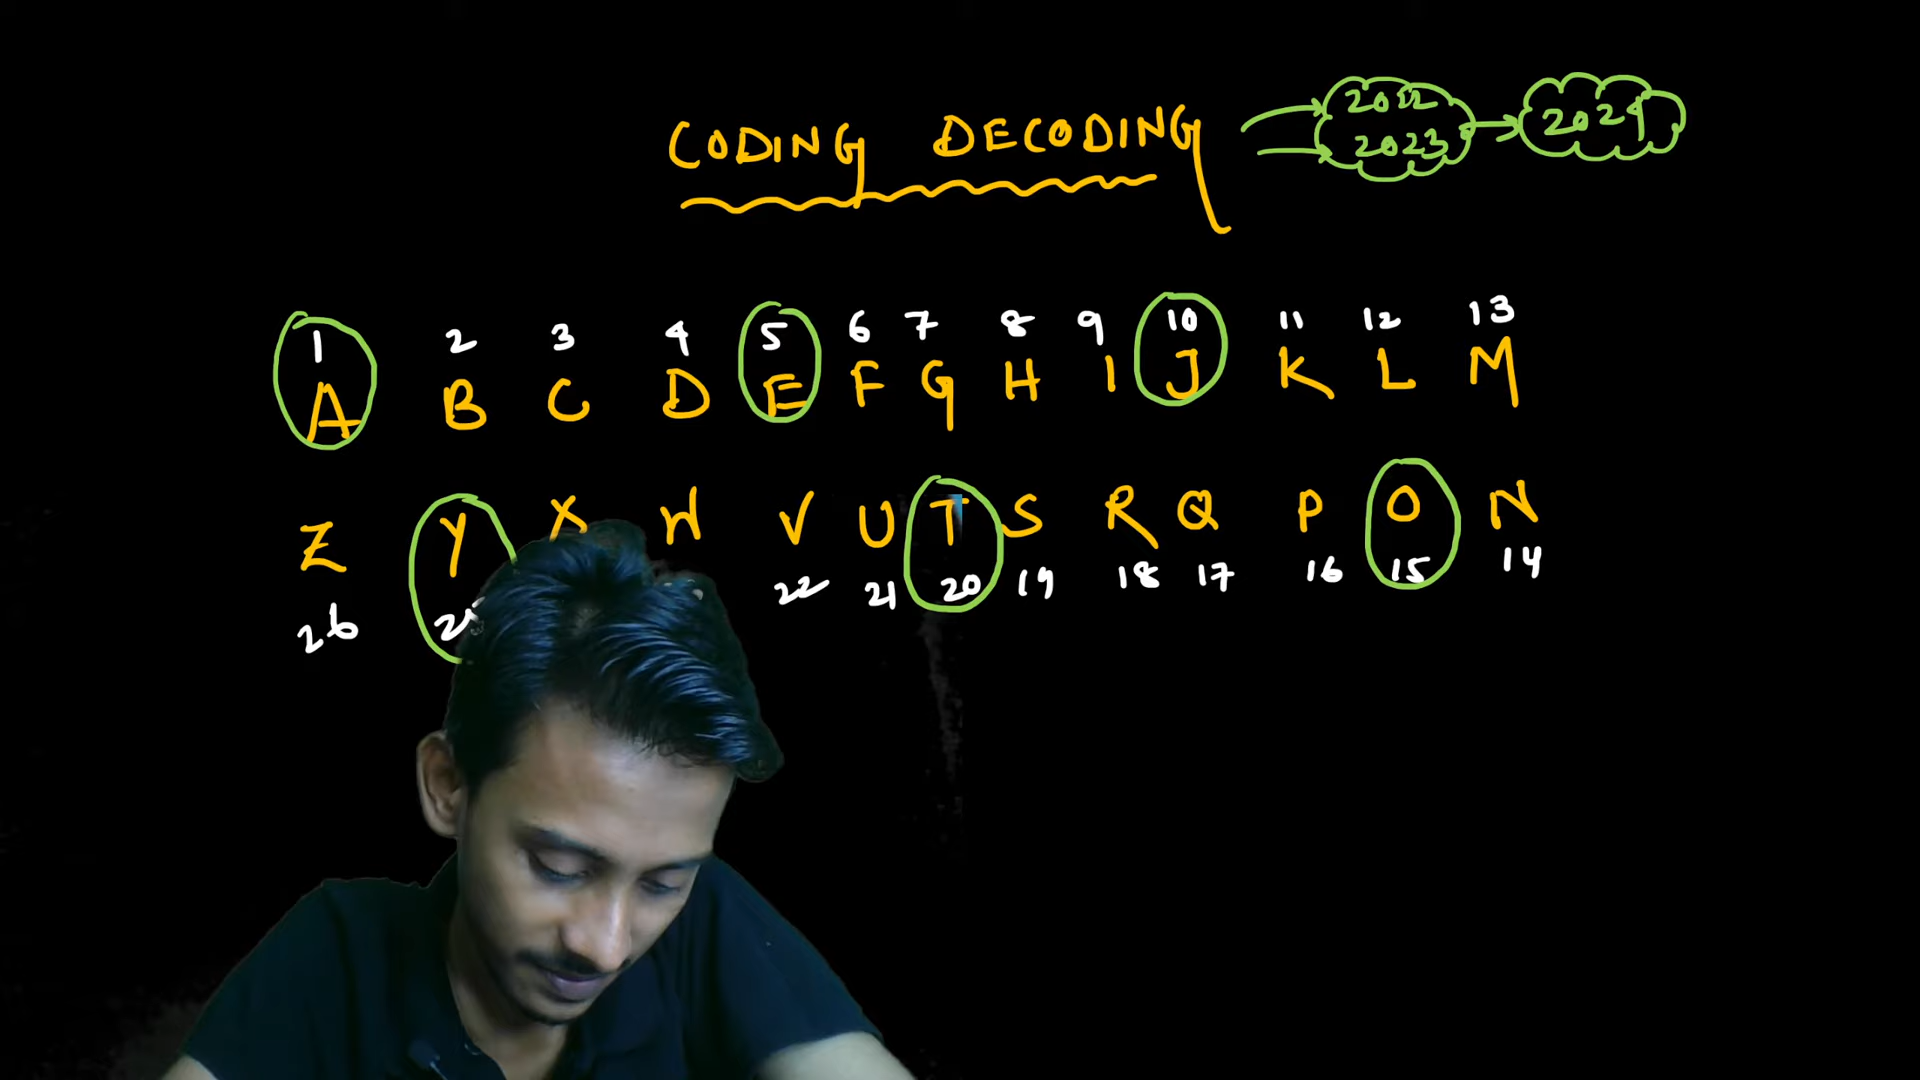 CODING DECODING
2022
2023
2024
1 2 3 4 5 6 7 8 9 10 11 12 13
A B C D E F G H I J K L M
Z Y X W V U T S R Q P O N
26 22 21 20 19 18 17 16 15 14